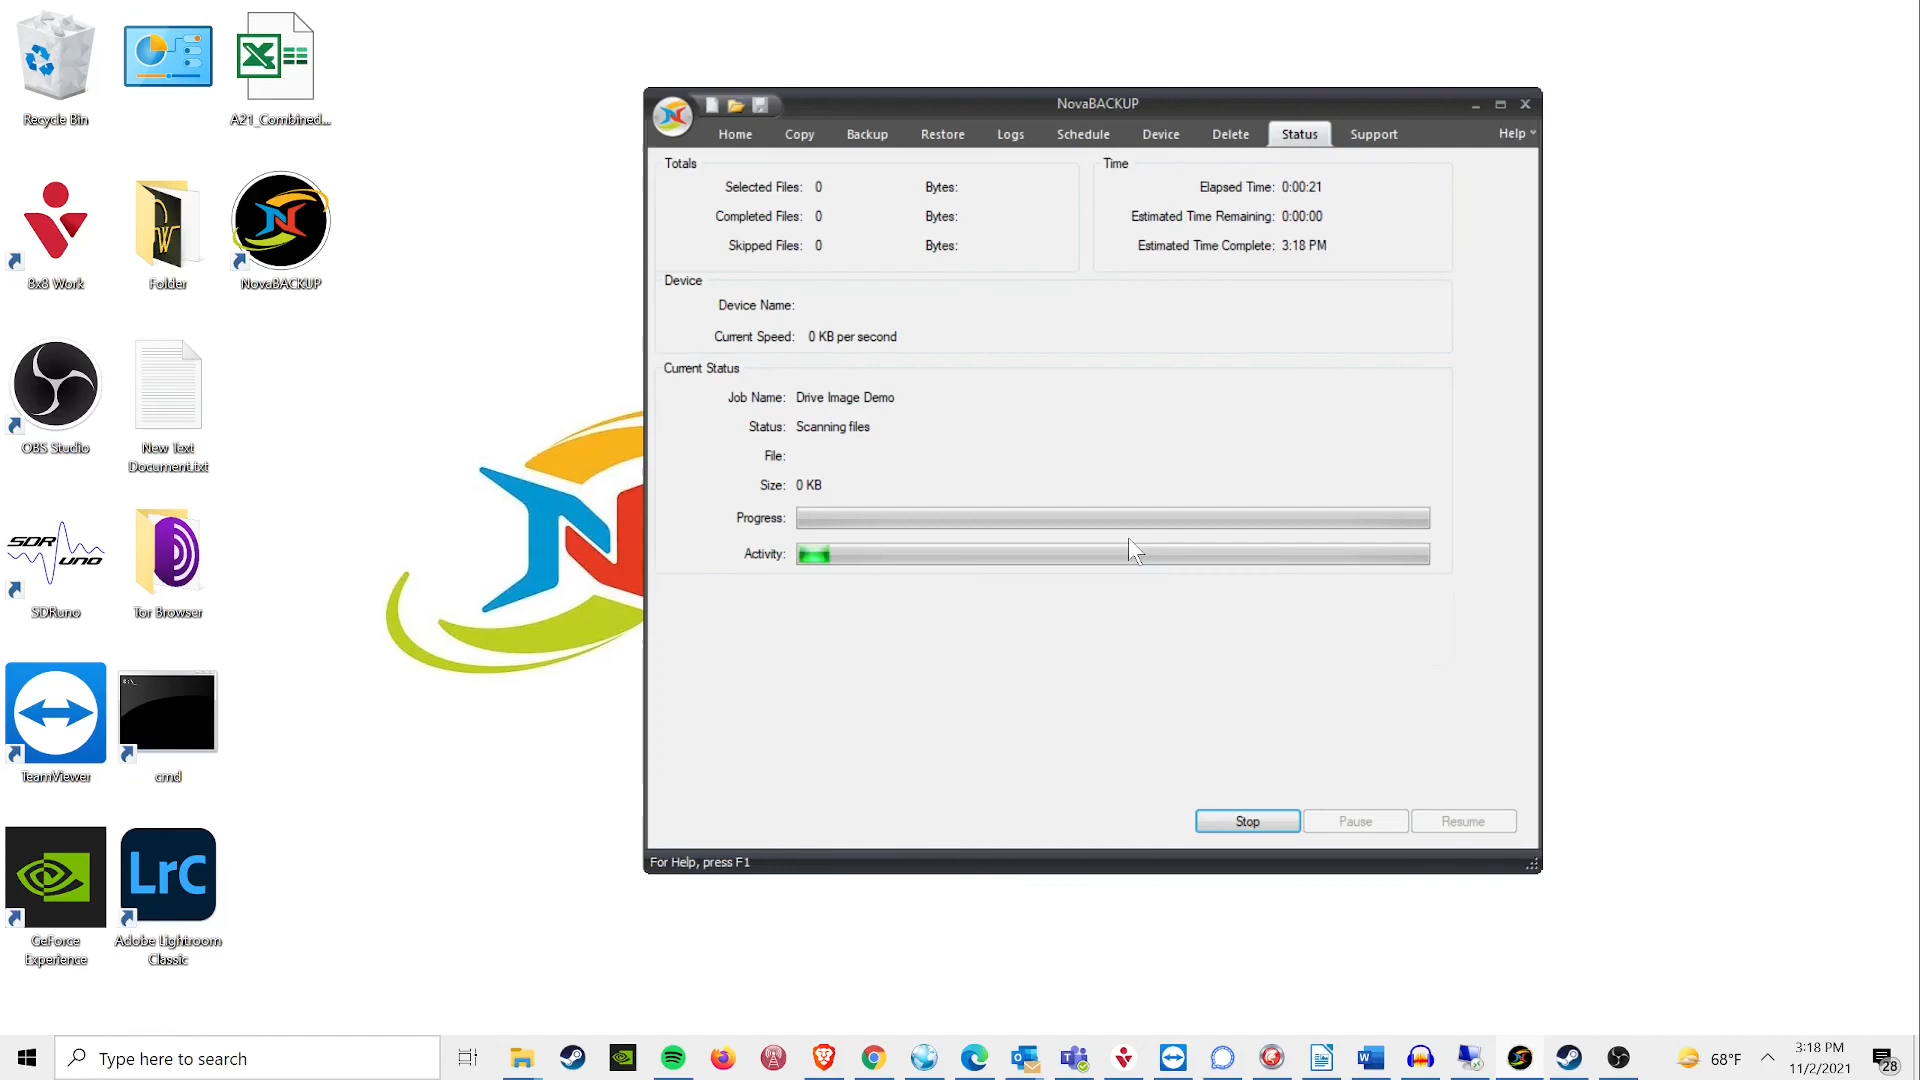 Recycle Bin
A21_Combined...
8x8 Work
Folder
NovaBACKUP
OBS Studio
New Text
Document.txt
SDR
uno
SDRuno
Tor Browser
TeamViewer
cmd
GeForce
Experience
LrC
Adobe Lightroom
Classic
NovaBACKUP
Home Copy Backup Restore Logs Schedule Device Delete Status Support Help
Totals
Selected Files: 0 Bytes:
Completed Files: 0 Bytes:
Skipped Files: 0 Bytes:
Time
Elapsed Time: 0:00:21
Estimated Time Remaining: 0:00:00
Estimated Time Complete: 3:18 PM
Device
Device Name:
Current Speed: 0 KB per second
Current Status
Job Name: Drive Image Demo
Status: Scanning files
File:
Size: 0 KB
Progress:
Activity:
Stop Pause Resume
For Help, press F1
Type here to search
68°F
3:18 PM
11/2/2021
28